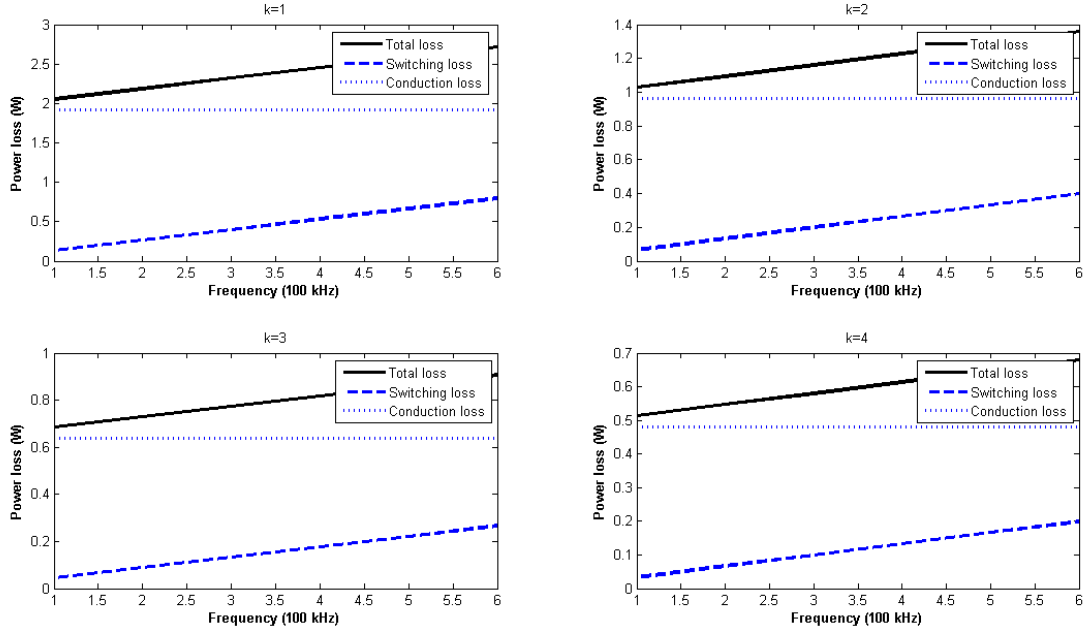 k=1
3
2.5
2
1.5
1
0.5
0
Power loss (W)
Total loss
Switching loss
Conduction loss
1 1.5 2 2.5 3 3.5 4 4.5 5 5.5 6
Frequency (100 kHz)
k=2
1.4
1.2
1
0.8
0.6
0.4
0.2
0
Power loss (W)
Total loss
Switching loss
Conduction loss
1 1.5 2 2.5 3 3.5 4 4.5 5 5.5 6
Frequency (100 kHz)
k=3
1
0.8
0.6
0.4
0.2
0
Power loss (W)
Total loss
Switching loss
Conduction loss
1 1.5 2 2.5 3 3.5 4 4.5 5 5.5 6
Frequency (100 kHz)
k=4
0.7
0.6
0.5
0.4
0.3
0.2
0.1
0
Power loss (W)
Total loss
Switching loss
Conduction loss
1 1.5 2 2.5 3 3.5 4 4.5 5 5.5 6
Frequency (100 kHz)